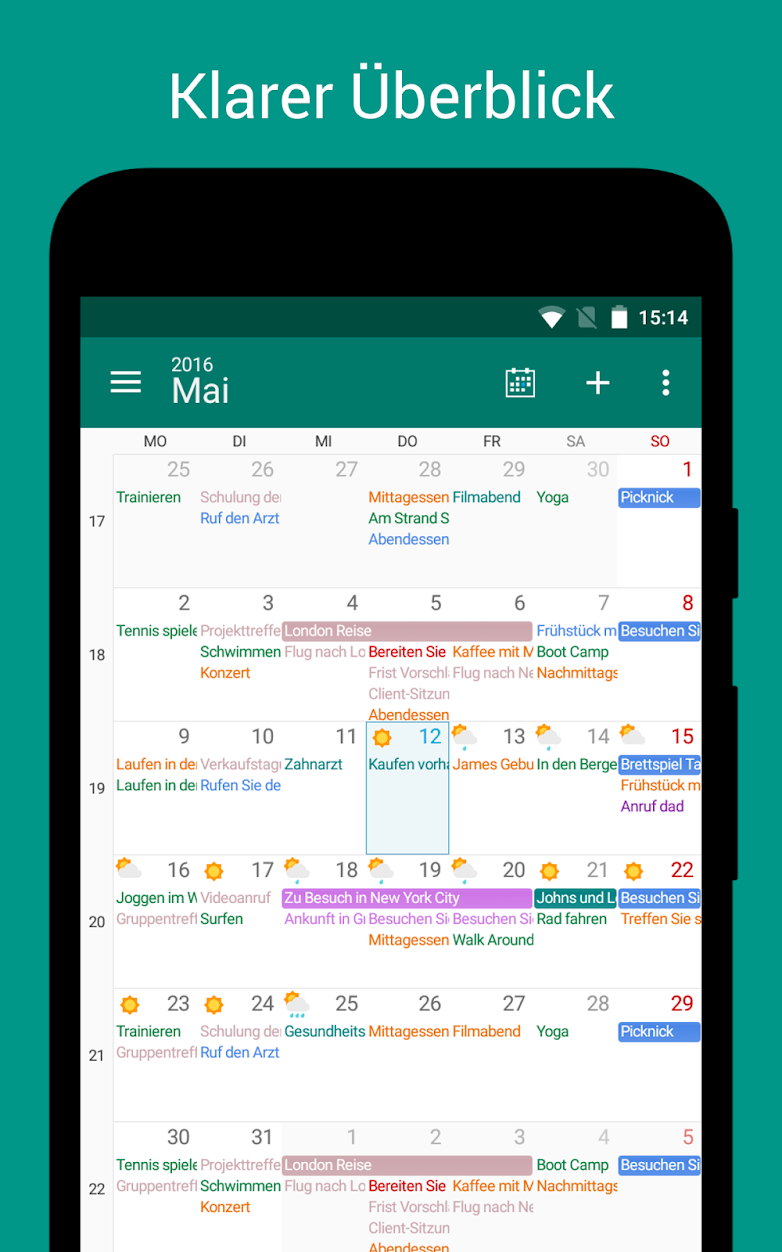 Klarer Überblick
15:14
2016
Mai
MO DI MI DO FR SA SO
25 26 27 28 29 30 1
Trainieren Schulung de Mittagessen Filmabend Yoga Picknick
Ruf den Arzt Am Strand S
17
Abendessen
2 3 4 5 6 7 8
Tennis spiele Projekttreffe London Reise Frühstück m Besuchen Si
Schwimmen Flug nach Lo Bereiten Sie Kaffee mit M Boot Camp
18
Konzert Frist Vorschl Flug nach Ne Nachmittags
Client-Sitzun
Abendessen
9 10 11 12 13 14 15
Laufen in de Verkaufstag Zahnarzt Kaufen vorha James Gebu In den Berge Brettspiel Ta
Laufen in de Rufen Sie de Frühstück m
19
Anruf dad
16 17 18 19 20 21 22
Joggen im W Videoanruf Zu Besuch in New York City Johns und L Besuchen Si
Gruppentreff Surfen Ankunft in G Besuchen Si Besuchen Si Rad fahren Treffen Sie s
20
Mittagessen Walk Around
23 24 25 26 27 28 29
Trainieren Schulung de Gesundheits Mittagessen Filmabend Yoga Picknick
Gruppentreff Ruf den Arzt
21
30 31 1 2 3 4 5
Tennis spiele Projekttreffe London Reise Boot Camp Besuchen Si
Gruppentreff Schwimmen Flug nach Lo Bereiten Sie Kaffee mit M Nachmittags
22
Konzert Frist Vorschl Flug nach Ne
Client-Sitzun
Abendessen